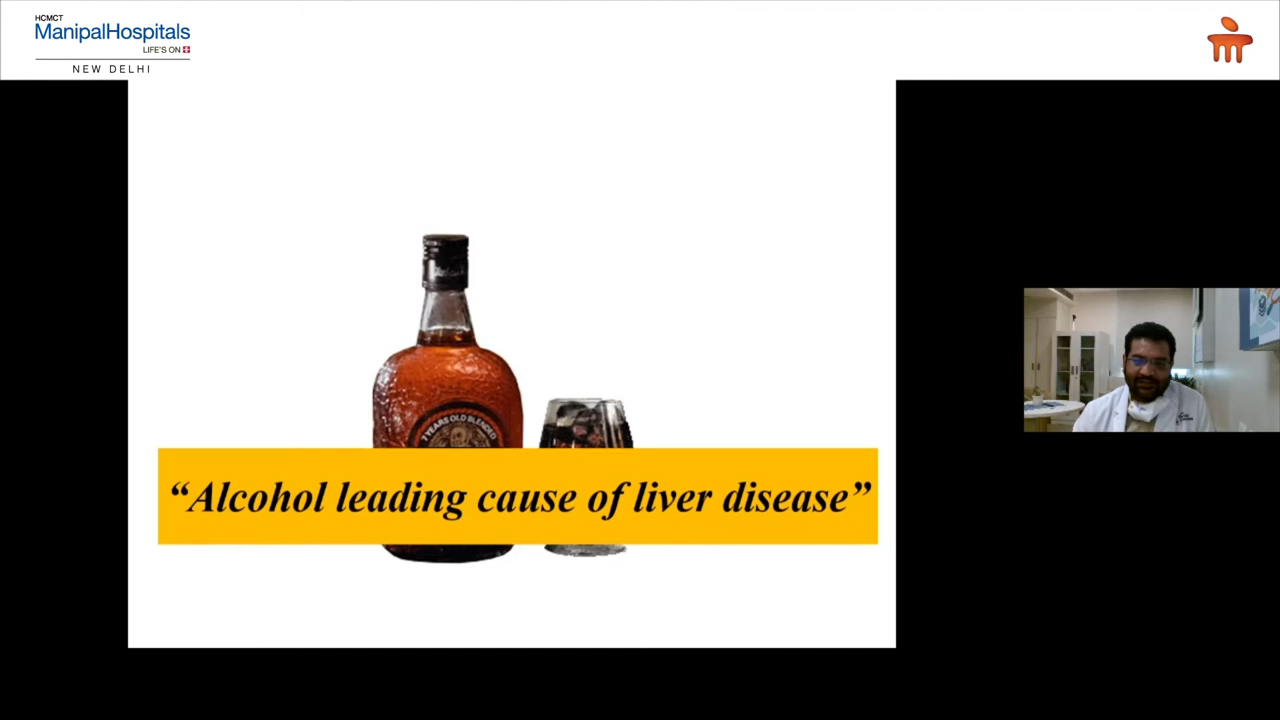 HCMCT
ManipalHospitals
LIFE'S ON
NEW DELHI
7 YEARS OLD BLENDED
“Alcohol leading cause of liver disease”